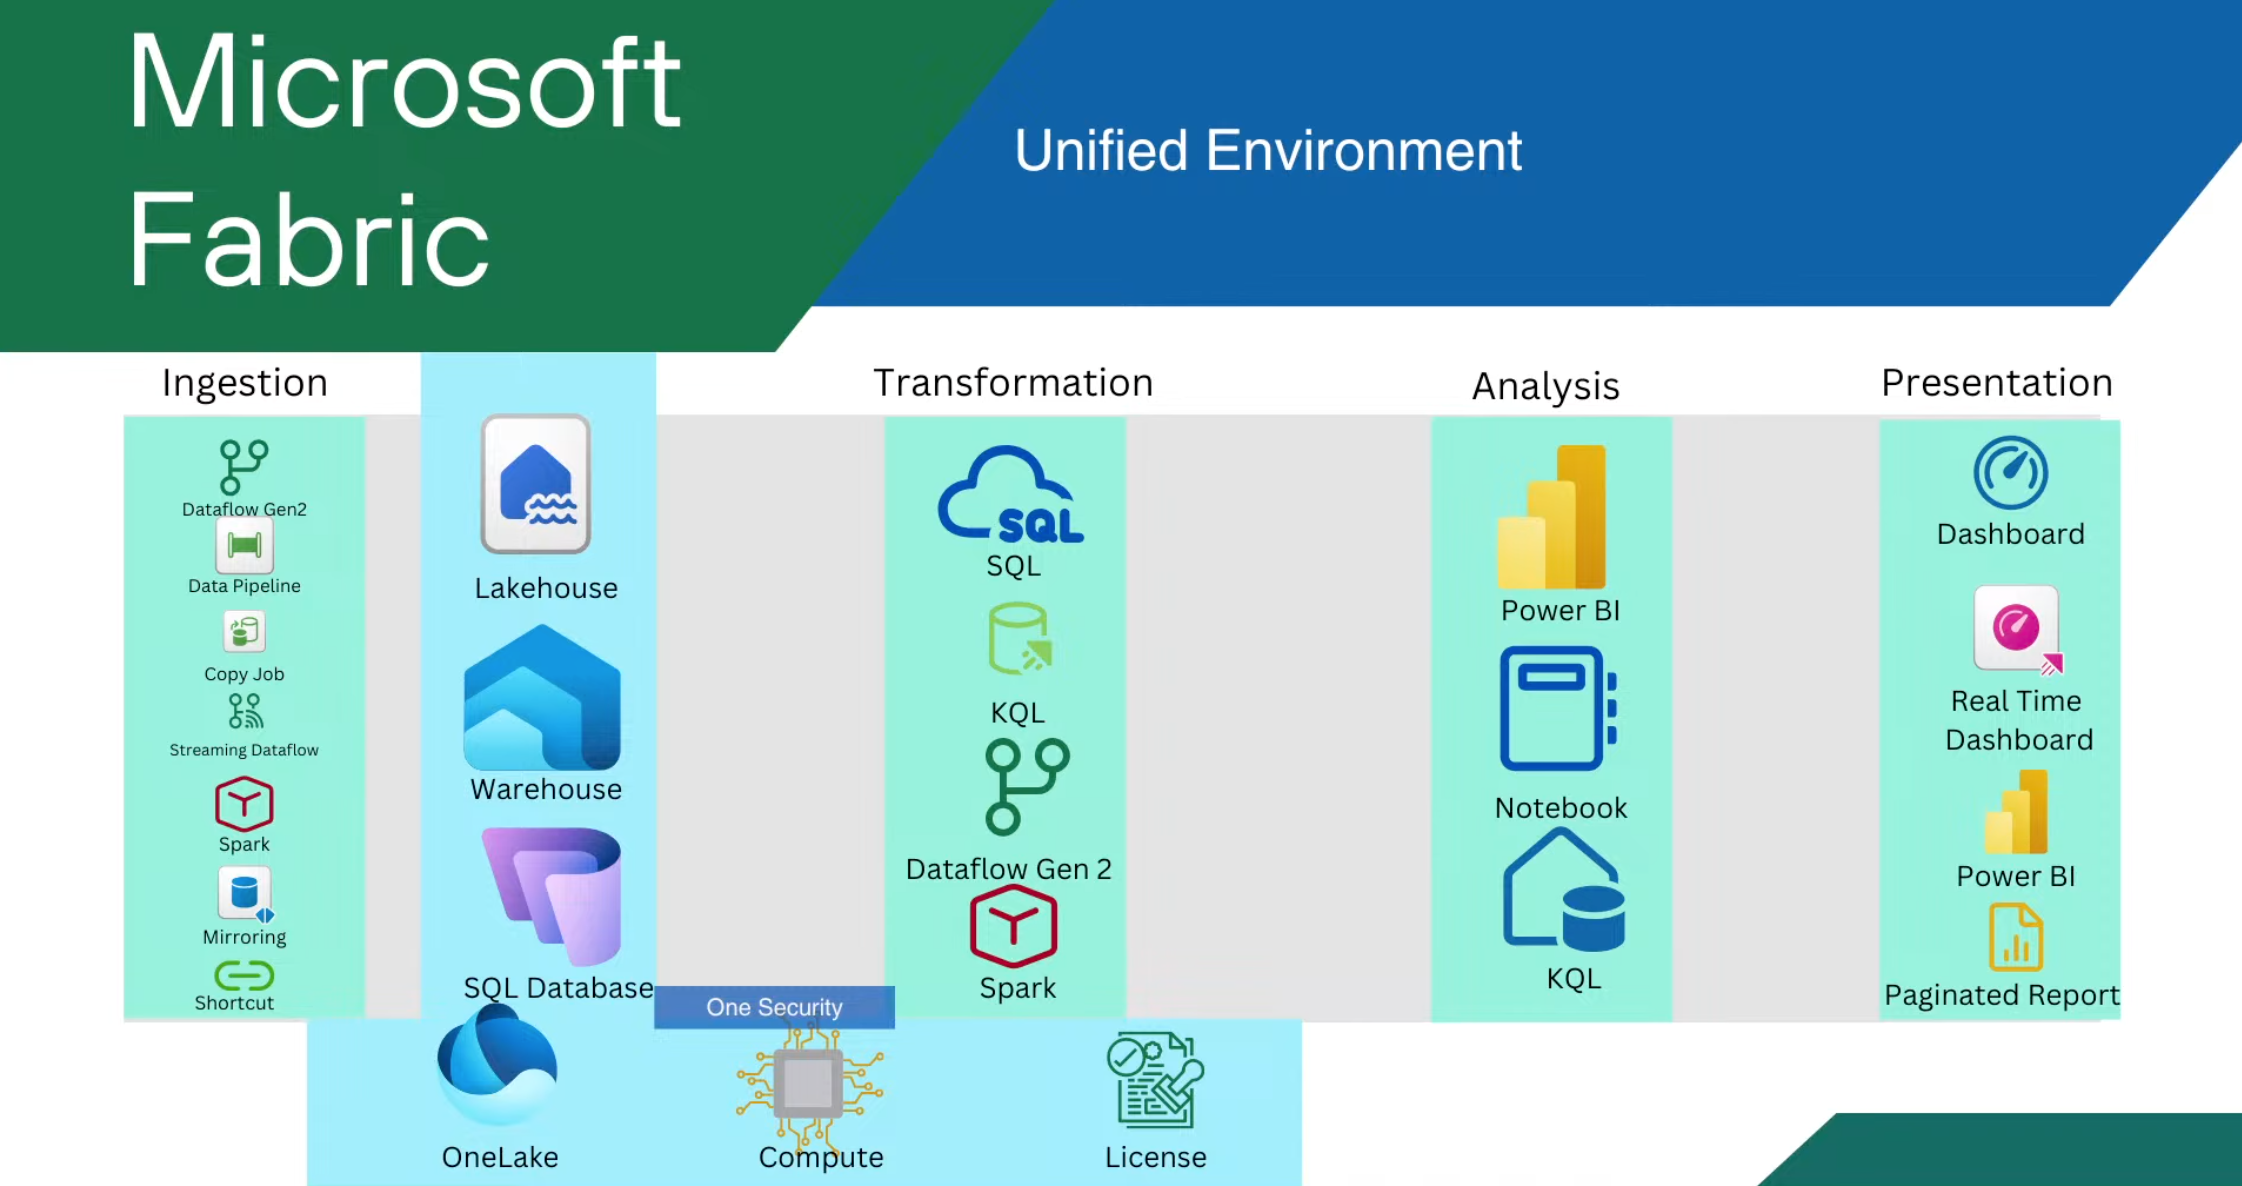 Microsoft
Fabric
Unified Environment
Ingestion
Dataflow Gen2
Data Pipeline
Copy Job
Streaming Dataflow
Spark
Mirroring
Shortcut
Lakehouse
Warehouse
SQL Database
Transformation
SQL
SQL
KQL
Dataflow Gen 2
Spark
Analysis
Power BI
Notebook
KQL
Presentation
Dashboard
Real Time
Dashboard
Power BI
Paginated Report
One Security
OneLake
Compute
License